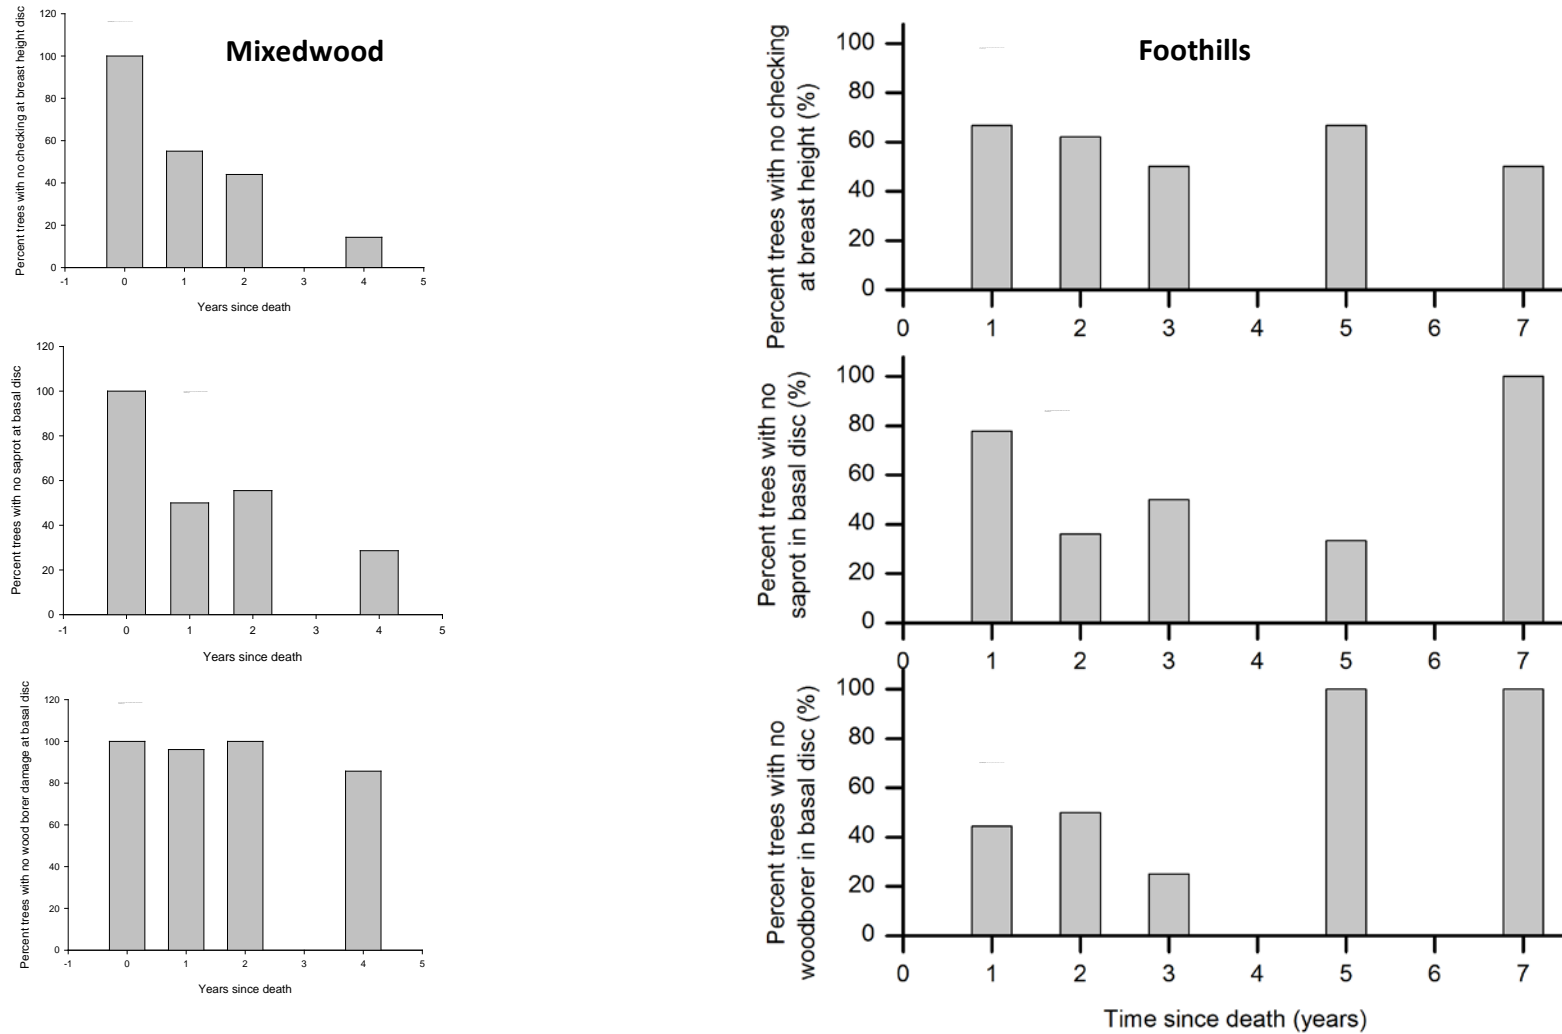 Mixedwood
Percent trees with no checking at breast height disc
120
100
80
60
40
20
0
-1 0 1 2 3 4 5
Years since death
Percent trees with no saprot at basal disc
120
100
80
60
40
20
0
-1 0 1 2 3 4 5
Years since death
Percent trees with no wood borer damage at basal disc
120
100
80
60
40
20
0
-1 0 1 2 3 4 5
Years since death
Foothills
Percent trees with no checking
at breast height (%)
100
80
60
40
20
0
0 1 2 3 4 5 6 7
Percent trees with no
saprot in basal disc (%)
100
80
60
40
20
0
0 1 2 3 4 5 6 7
Percent trees with no
woodborer in basal disc (%)
100
80
60
40
20
0
0 1 2 3 4 5 6 7
Time since death (years)